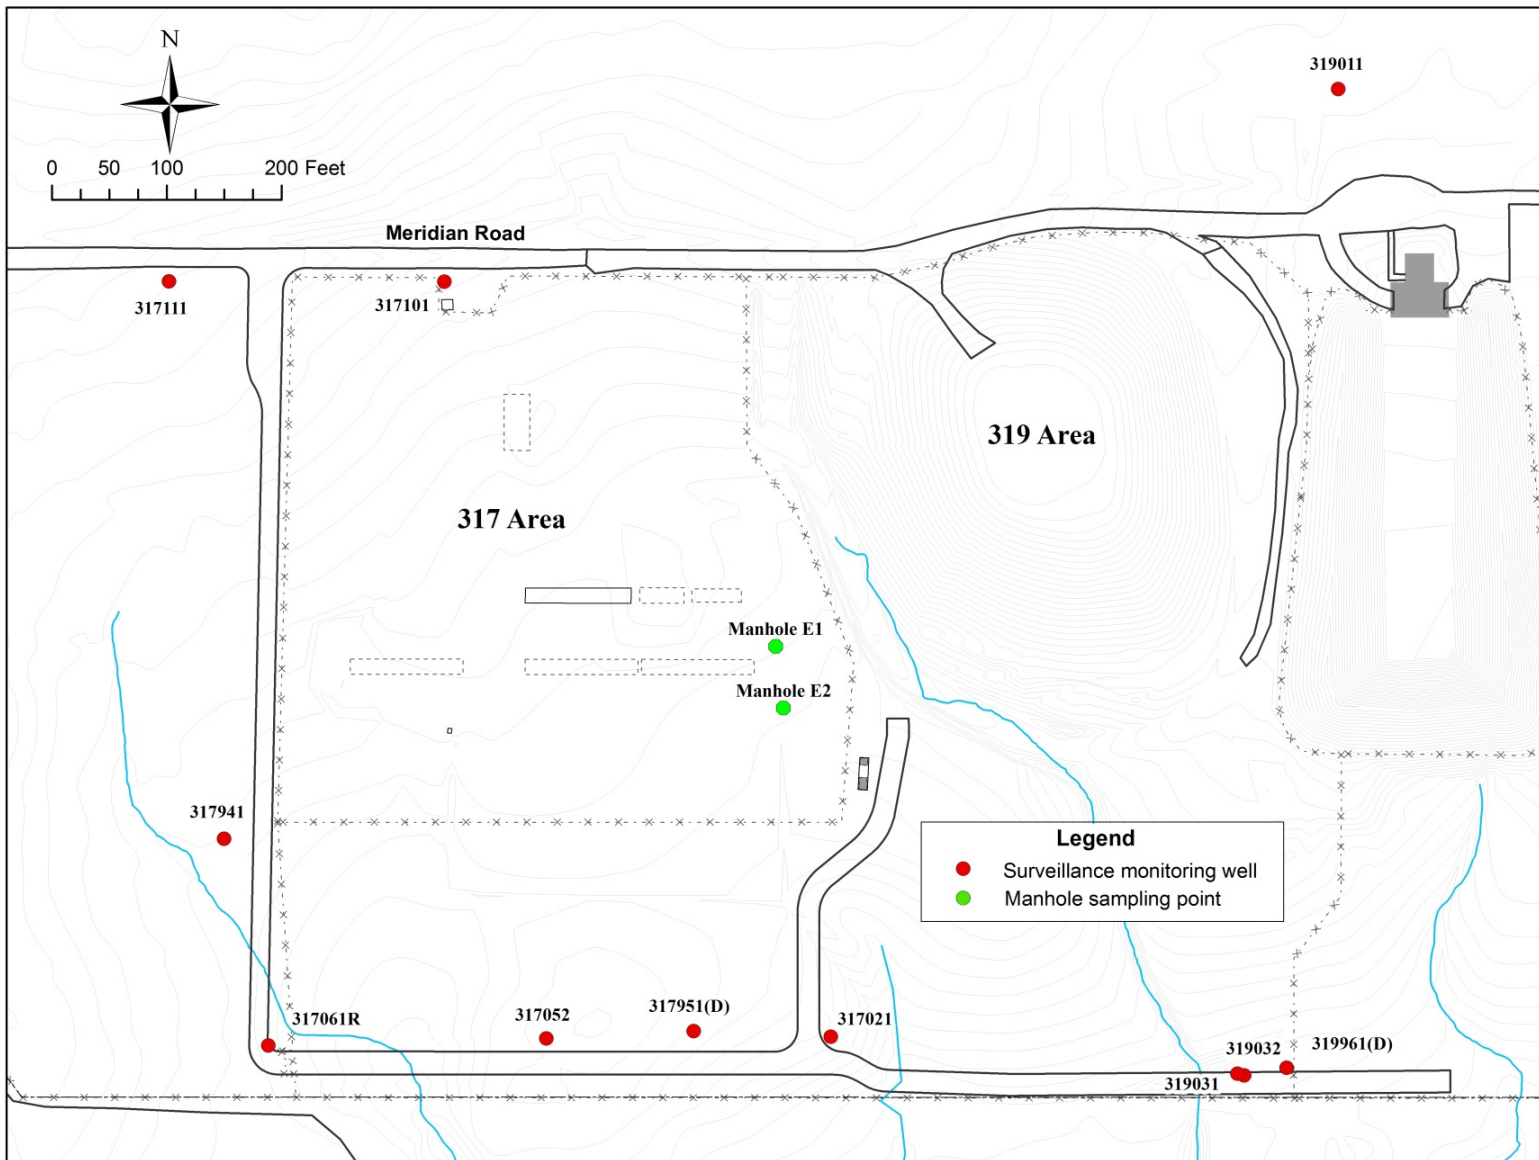 N
319011
0 50 100 200 Feet
Meridian Road
317111
317101
319 Area
317 Area
Manhole E1
Manhole E2
317941
Legend
Surveillance monitoring well
Manhole sampling point
317061R
317052
317951(D)
317021
319032
319961(D)
319031